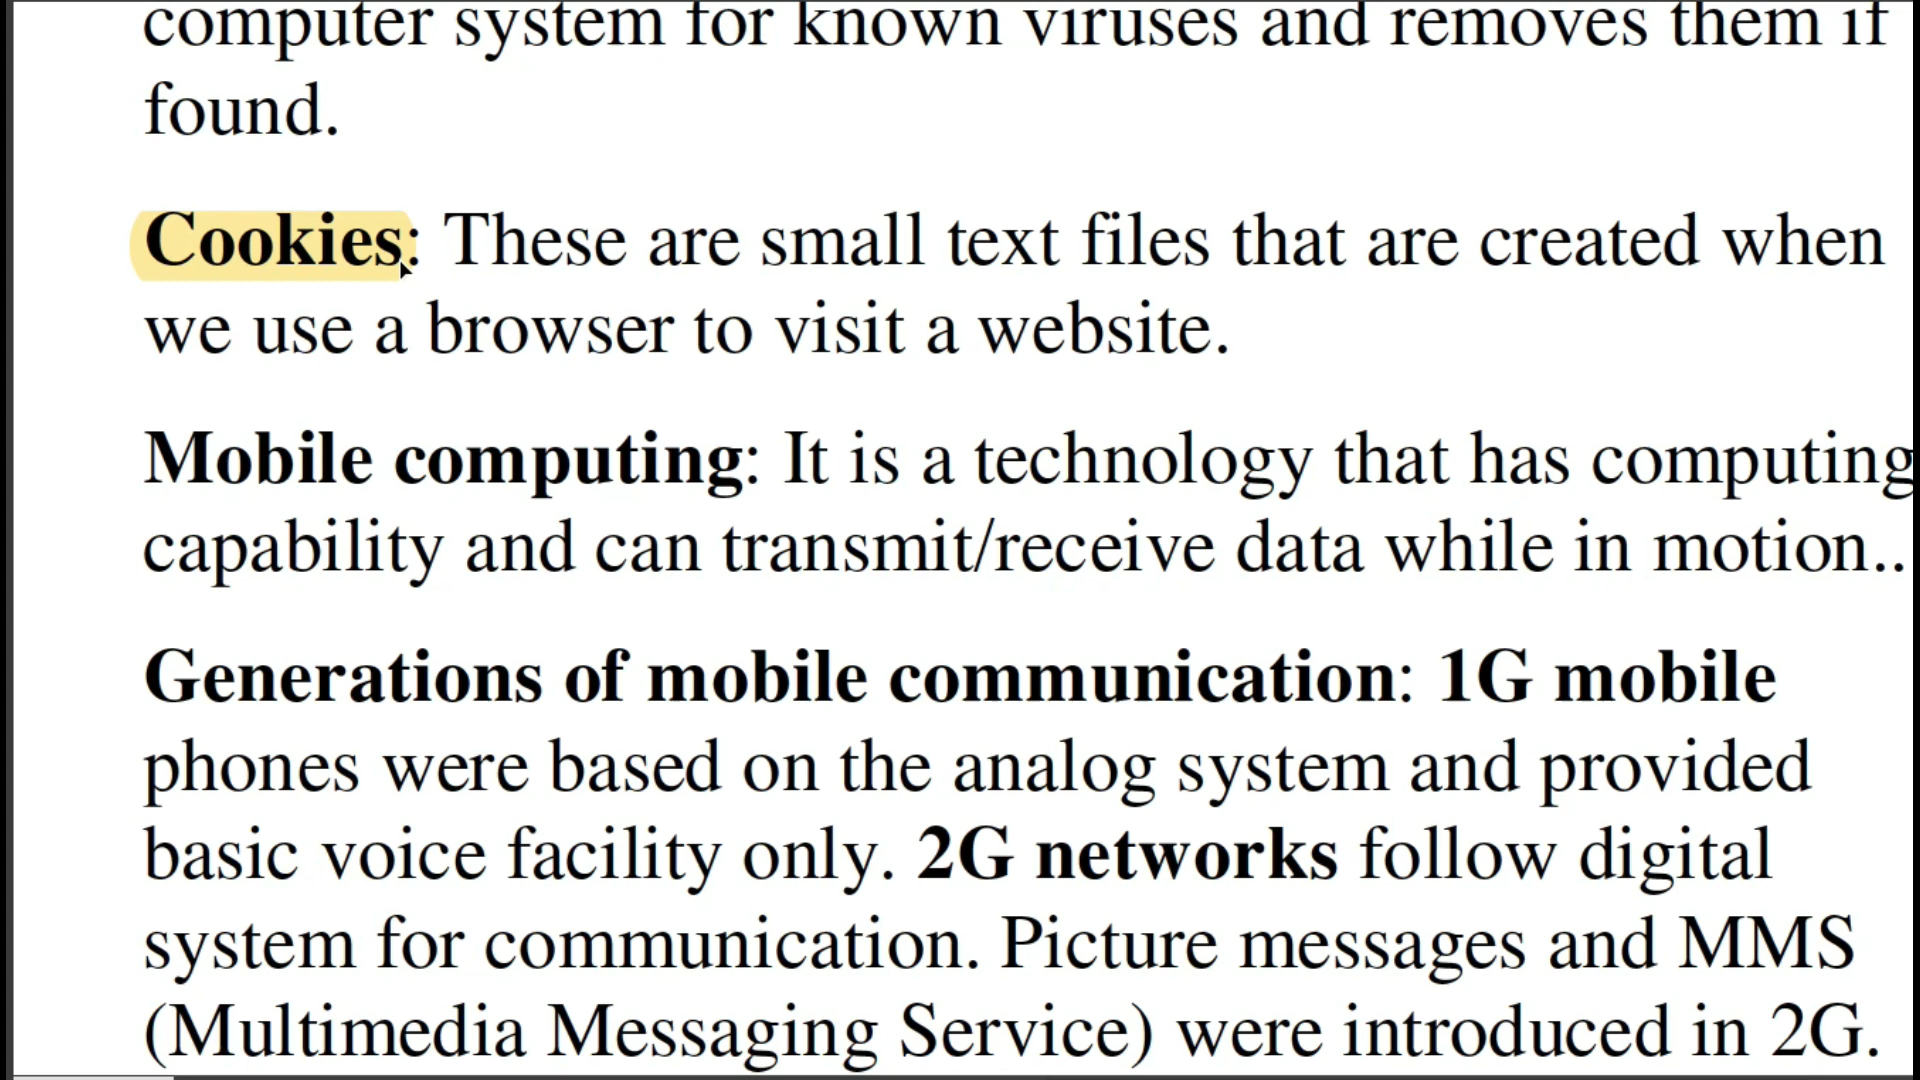 computer system for known viruses and removes them if
found.
Cookies: These are small text files that are created when
we use a browser to visit a website.
Mobile computing: It is a technology that has computing
capability and can transmit/receive data while in motion..
Generations of mobile communication: 1G mobile
phones were based on the analog system and provided
basic voice facility only. 2G networks follow digital
system for communication. Picture messages and MMS
(Multimedia Messaging Service) were introduced in 2G.